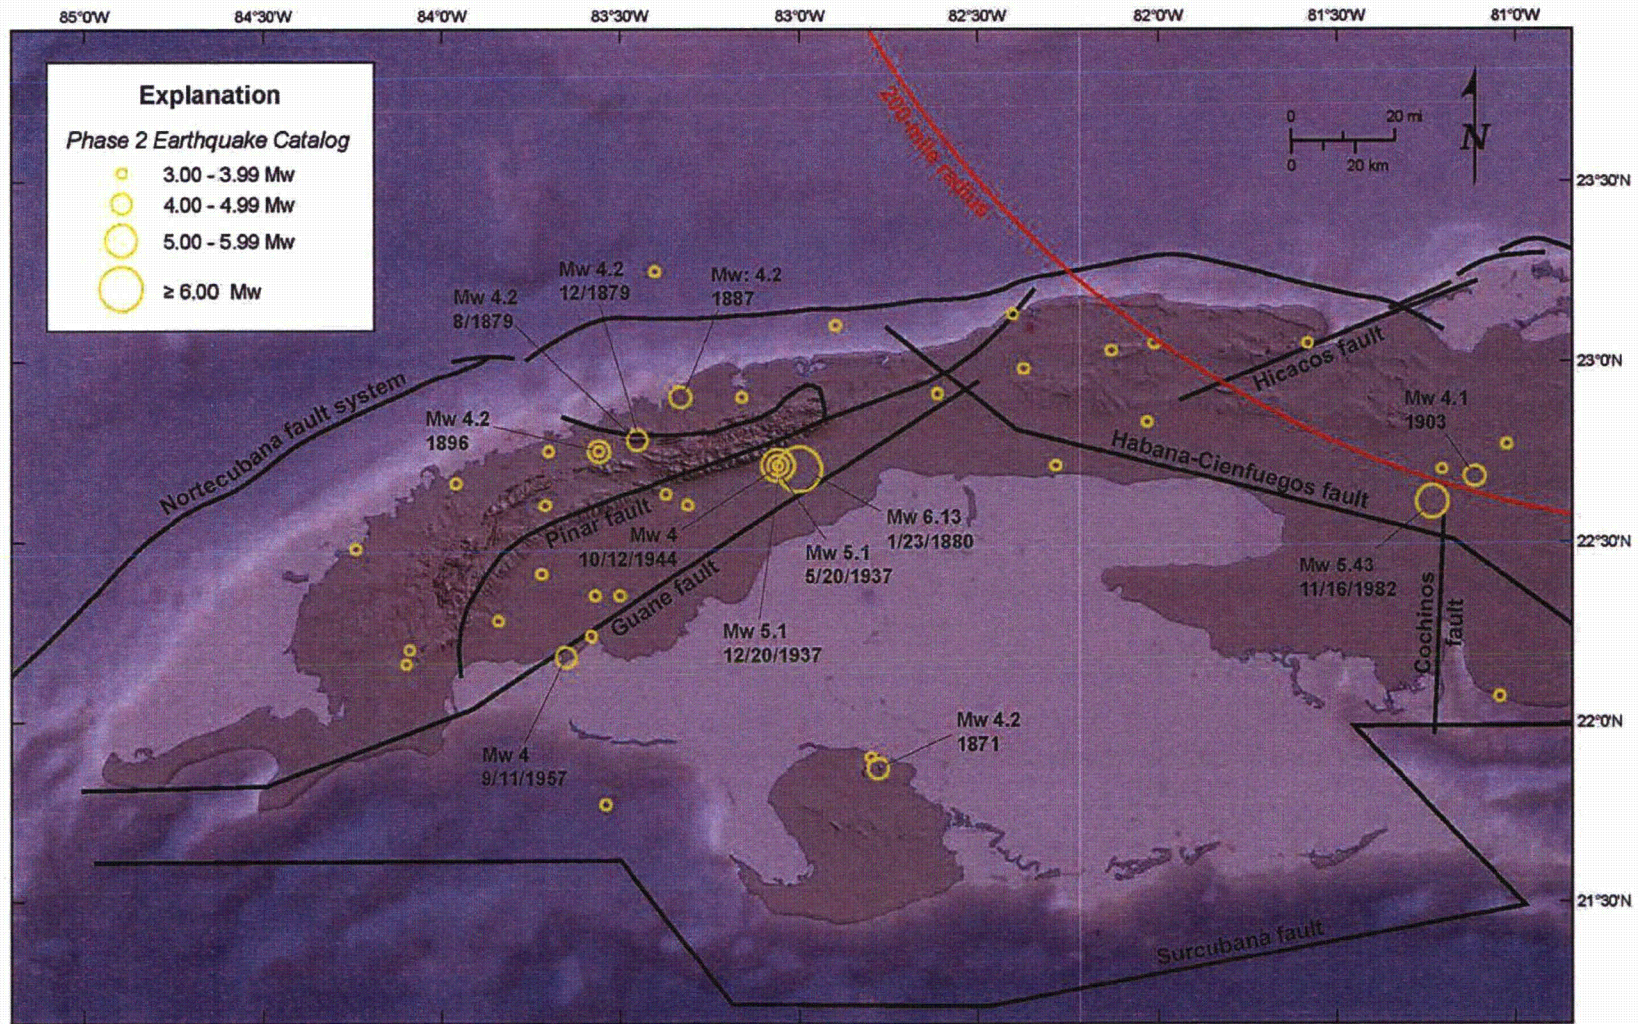 85°0'W 84°30'W 84°0'W 83°30'W 83°0'W 82°30'W 82°0'W 81°30'W 81°0'W
Explanation
Phase 2 Earthquake Catalog
3.00 - 3.99 Mw
4.00 - 4.99 Mw
5.00 - 5.99 Mw
≥ 6.00 Mw
200-mile radius
0 20 mi
N
0 20 km
23°30'N
Mw 4.2
12/1879
Mw: 4.2
1887
Mw 4.2
8/1879
23°0'N
Hicacos fault
Nortecubana fault system
Mw 4.2
1896
Mw 4.1
1903
Habana-Cienfuegos fault
Pinar fault
Mw 4
10/12/1944
Mw 6.13
1/23/1880
22°30'N
Mw 5.1
5/20/1937
Mw 5.43
11/16/1982
Guane fault
Cochinos
fault
Mw 5.1
12/20/1937
22°0'N
Mw 4.2
1871
Mw 4
9/11/1957
21°30'N
Surcubana fault